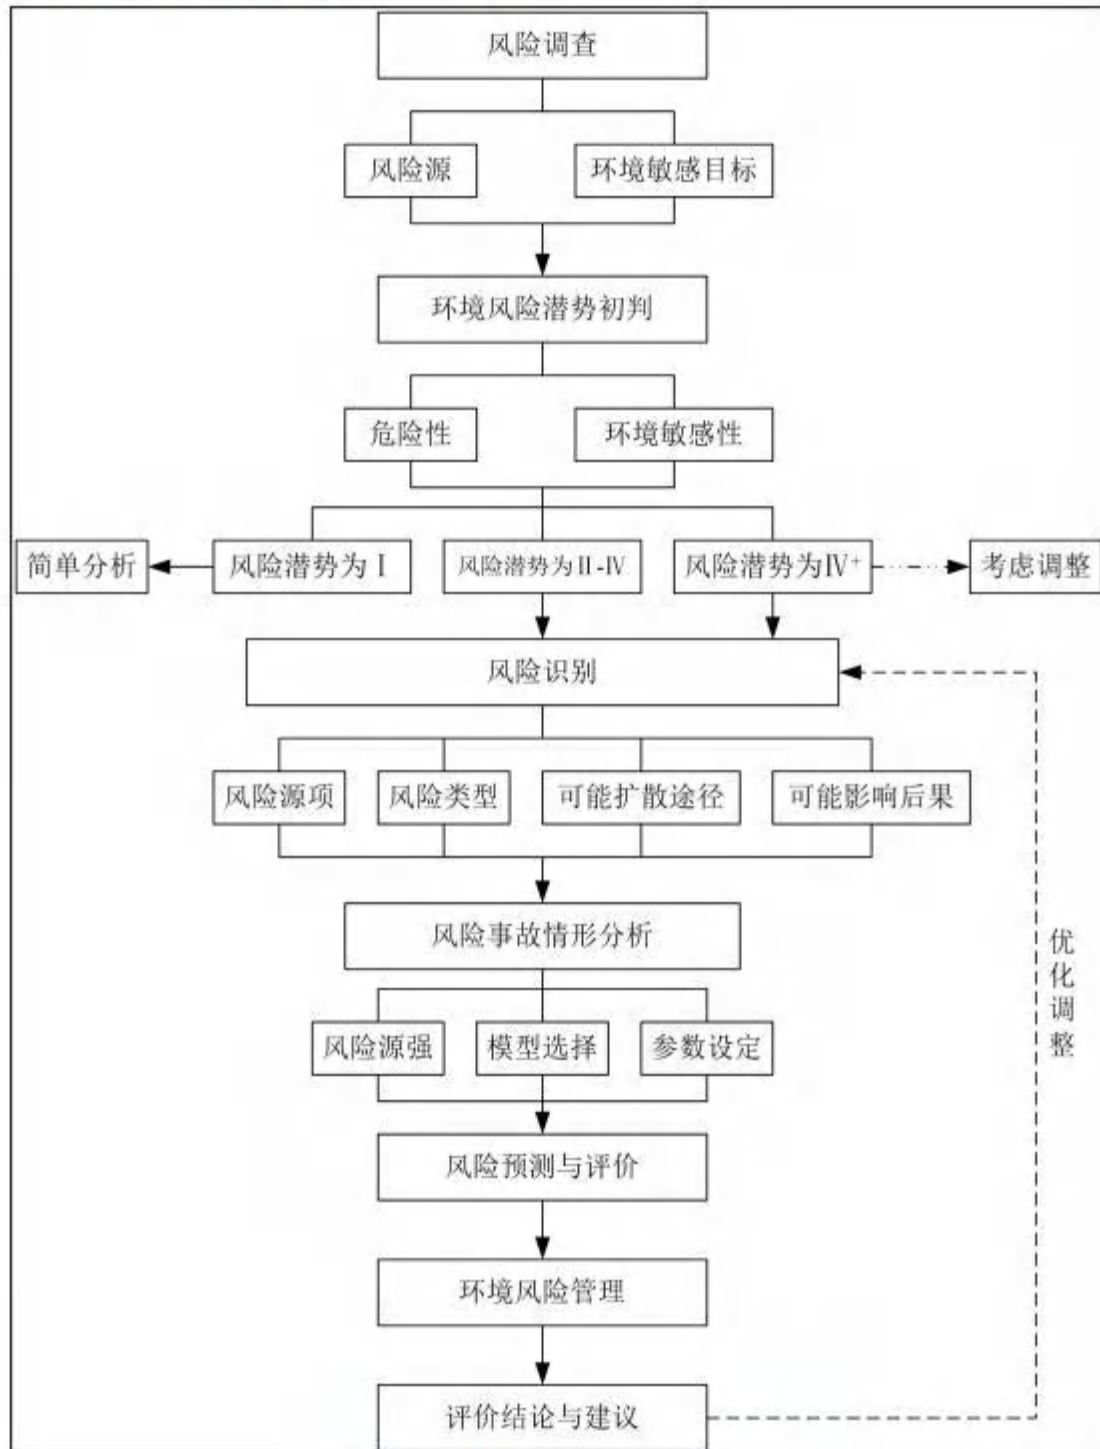 风险调查
风险源
环境敏感目标
环境风险潜势初判
危险性
环境敏感性
简单分析
风险潜势为Ⅰ
风险潜势为Ⅱ-Ⅳ
风险潜势为Ⅳ⁺
考虑调整
风险识别
风险源项
风险类型
可能扩散途径
可能影响后果
风险事故情形分析
优化调整
风险源强
模型选择
参数设定
风险预测与评价
环境风险管理
评价结论与建议